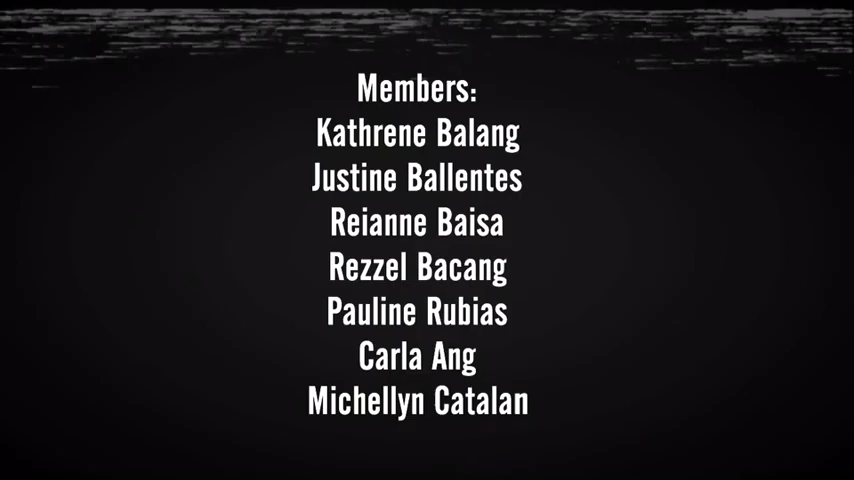 Members:
Kathrene Balang
Justine Ballentes
Reianne Baisa
Rezzel Bacang
Pauline Rubias
Carla Ang
Michellyn Catalan